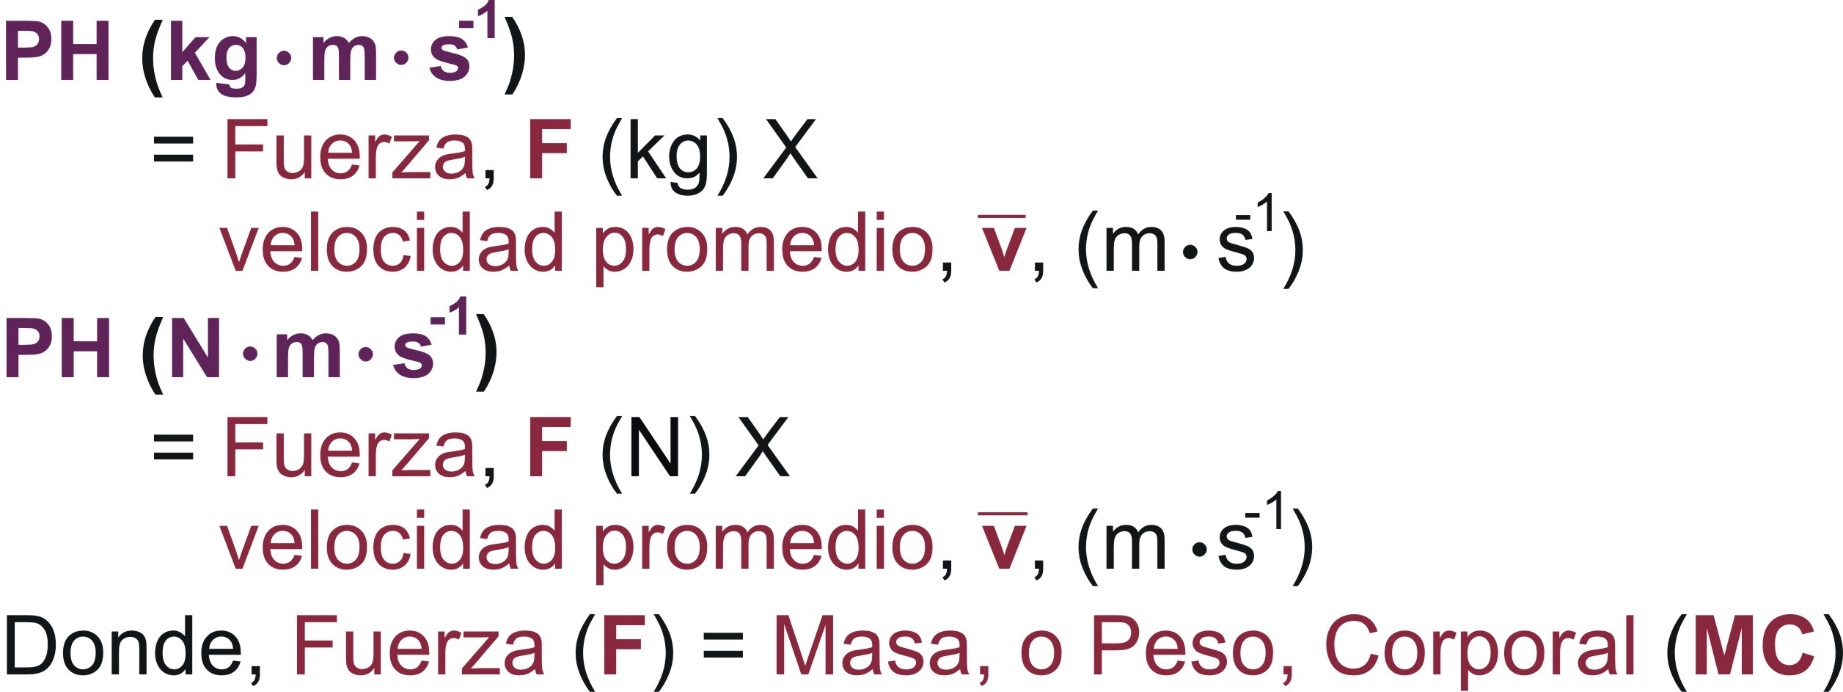 PH (kg · m · s⁻¹)
= Fuerza, F (kg) X
velocidad promedio, v̅, (m · s⁻¹)
PH (N · m · s⁻¹)
= Fuerza, F (N) X
velocidad promedio, v̅, (m · s⁻¹)
Donde, Fuerza (F) = Masa, o Peso, Corporal (MC)